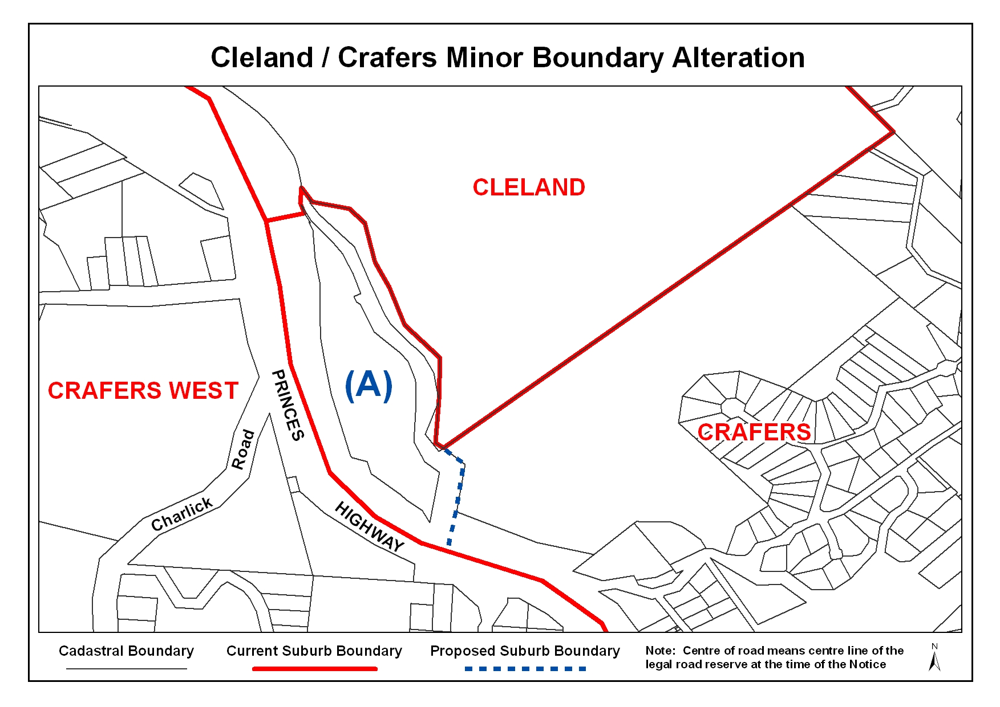 Cleland / Crafers Minor Boundary Alteration
CLELAND
CRAFERS WEST
PRINCES
(A)
CRAFERS
Road
Charlick
HIGHWAY
Cadastral Boundary
Current Suburb Boundary
Proposed Suburb Boundary
Note: Centre of road means centre line of the
legal road reserve at the time of the Notice
N